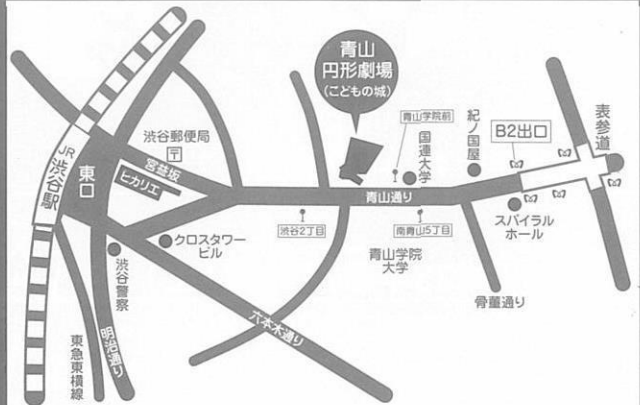 青山
円形劇場
(こどもの城)
青山学院前
国連大学
紀ノ国屋
B2出口
表参道
渋谷郵便局
〒
宮益坂
ヒカリエ
JR
渋谷駅
東口
青山通り
渋谷2丁目
南青山5丁目
スパイラル
ホール
クロスタワー
ビル
青山学院
大学
渋谷警察
骨董通り
六本木通り
明治通り
東急東横線